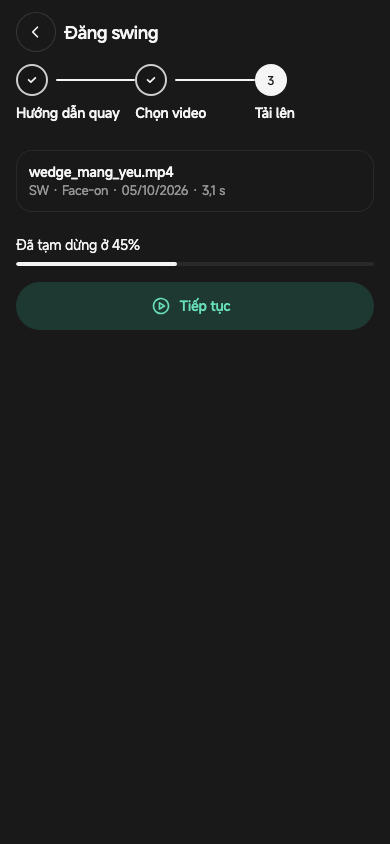 Đăng swing
3
Hướng dẫn quay
Chọn video
Tải lên
wedge_mang_yeu.mp4
SW · Face-on · 05/10/2026 · 3,1 s
Đã tạm dừng ở 45%
Tiếp tục